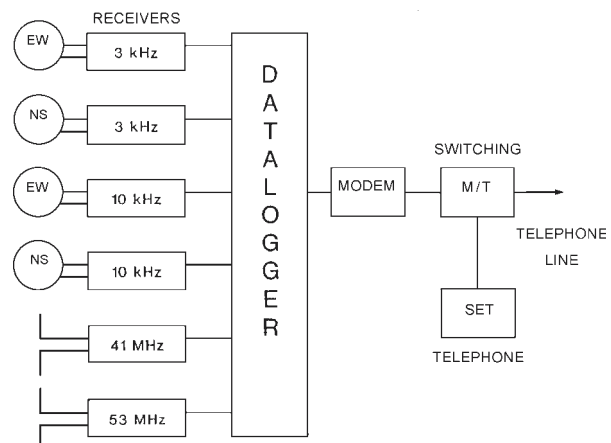 RECEIVERS
EW
3 kHz
NS
3 kHz
EW
10 kHz
NS
10 kHz
41 MHz
53 MHz
DATALOGGER
MODEM
SWITCHING
M/T
TELEPHONE
LINE
SET
TELEPHONE